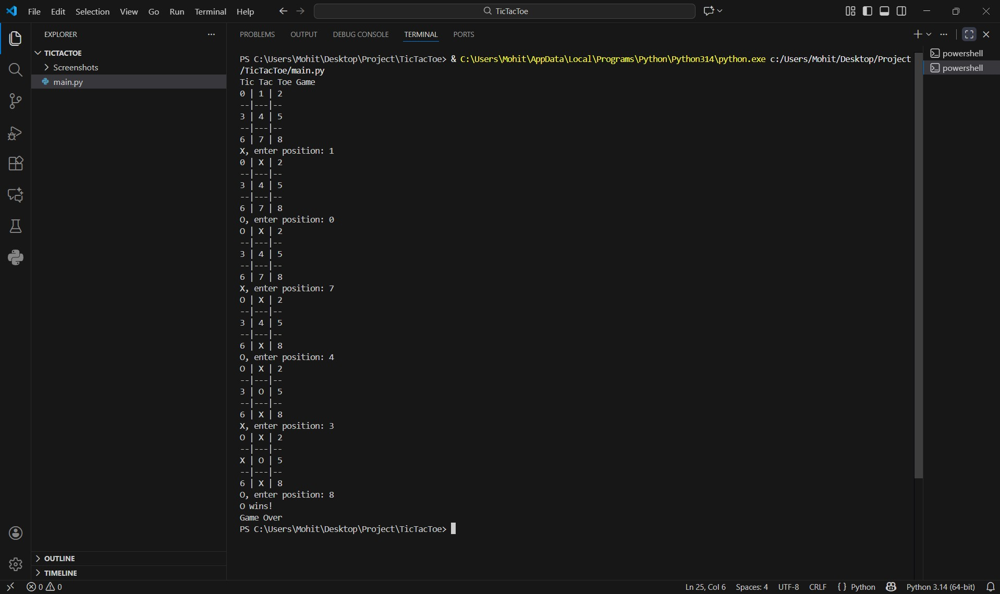 File Edit Selection View Go Run Terminal Help
TicTacToe
EXPLORER
TICTACTOE
Screenshots
main.py
OUTLINE
TIMELINE
PROBLEMS OUTPUT DEBUG CONSOLE TERMINAL PORTS
PS C:\Users\Mohit\Desktop\Project\TicTacToe> & C:\Users\Mohit\AppData\Local\Programs\Python\Python314\python.exe c:/Users/Mohit/Desktop/Project
/TicTacToe/main.py
Tic Tac Toe Game
0 | 1 | 2
--|---|--
3 | 4 | 5
--|---|--
6 | 7 | 8
X, enter position: 1
0 | X | 2
--|---|--
3 | 4 | 5
--|---|--
6 | 7 | 8
O, enter position: 0
O | X | 2
--|---|--
3 | 4 | 5
--|---|--
6 | 7 | 8
X, enter position: 7
O | X | 2
--|---|--
3 | 4 | 5
--|---|--
6 | X | 8
O, enter position: 4
O | X | 2
--|---|--
3 | O | 5
--|---|--
6 | X | 8
X, enter position: 3
O | X | 2
--|---|--
X | O | 5
--|---|--
6 | X | 8
O, enter position: 8
O wins!
Game Over
PS C:\Users\Mohit\Desktop\Project\TicTacToe>
powershell
powershell
0 0
Ln 25, Col 6 Spaces: 4 UTF-8 CRLF { } Python Python 3.14 (64-bit)